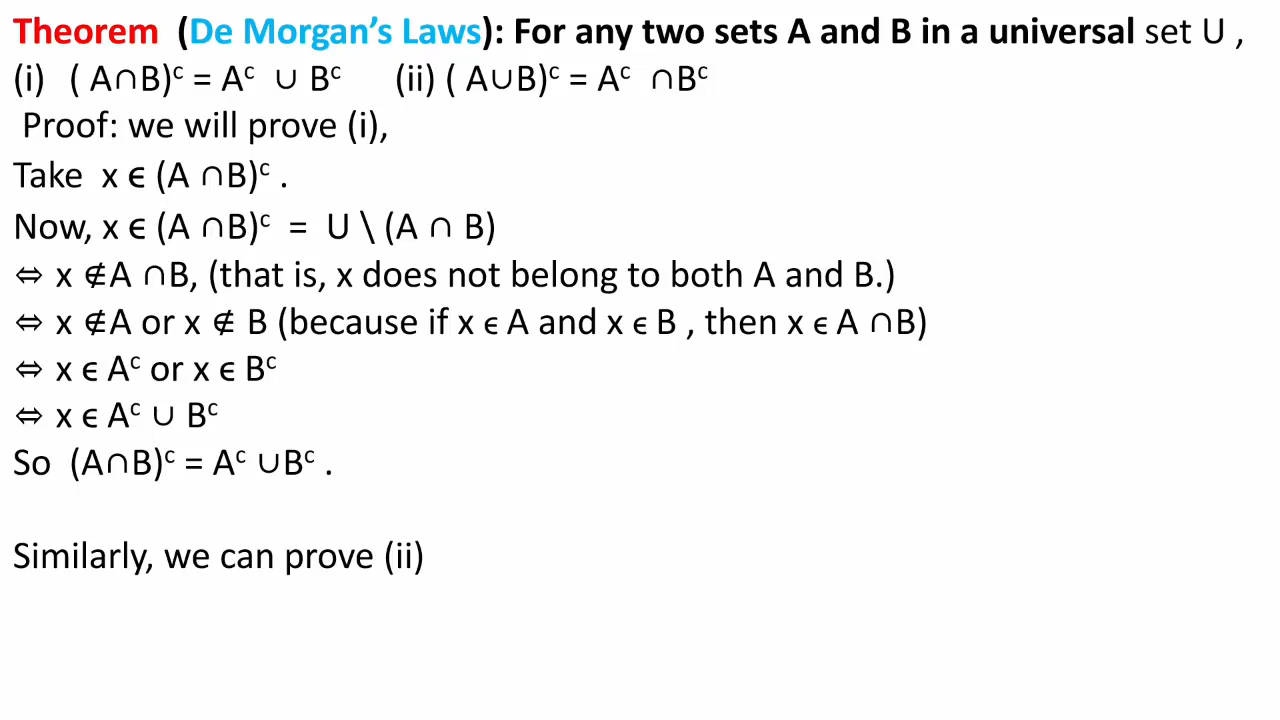 Theorem (De Morgan's Laws): For any two sets A and B in a universal set U ,
(i) ( A∩B)ᶜ = Aᶜ ∪ Bᶜ (ii) ( A∪B)ᶜ = Aᶜ ∩Bᶜ
Proof: we will prove (i),
Take x ϵ (A ∩B)ᶜ .
Now, x ϵ (A ∩B)ᶜ = U \ (A ∩ B)
⇔ x ∉A ∩B, (that is, x does not belong to both A and B.)
⇔ x ∉A or x ∉ B (because if x ϵ A and x ϵ B , then x ϵ A ∩B)
⇔ x ϵ Aᶜ or x ϵ Bᶜ
⇔ x ϵ Aᶜ ∪ Bᶜ
So (A∩B)ᶜ = Aᶜ ∪Bᶜ .
Similarly, we can prove (ii)